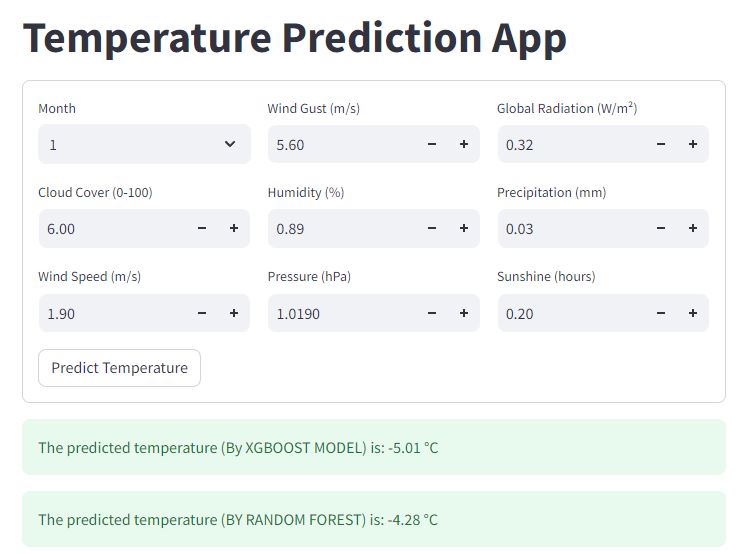 Temperature Prediction App
Month
Wind Gust (m/s)
Global Radiation (W/m²)
1
5.60
0.32
Cloud Cover (0-100)
Humidity (%)
Precipitation (mm)
6.00
0.89
0.03
Wind Speed (m/s)
Pressure (hPa)
Sunshine (hours)
1.90
1.0190
0.20
Predict Temperature
The predicted temperature (By XGBOOST MODEL) is: -5.01 °C
The predicted temperature (BY RANDOM FOREST) is: -4.28 °C